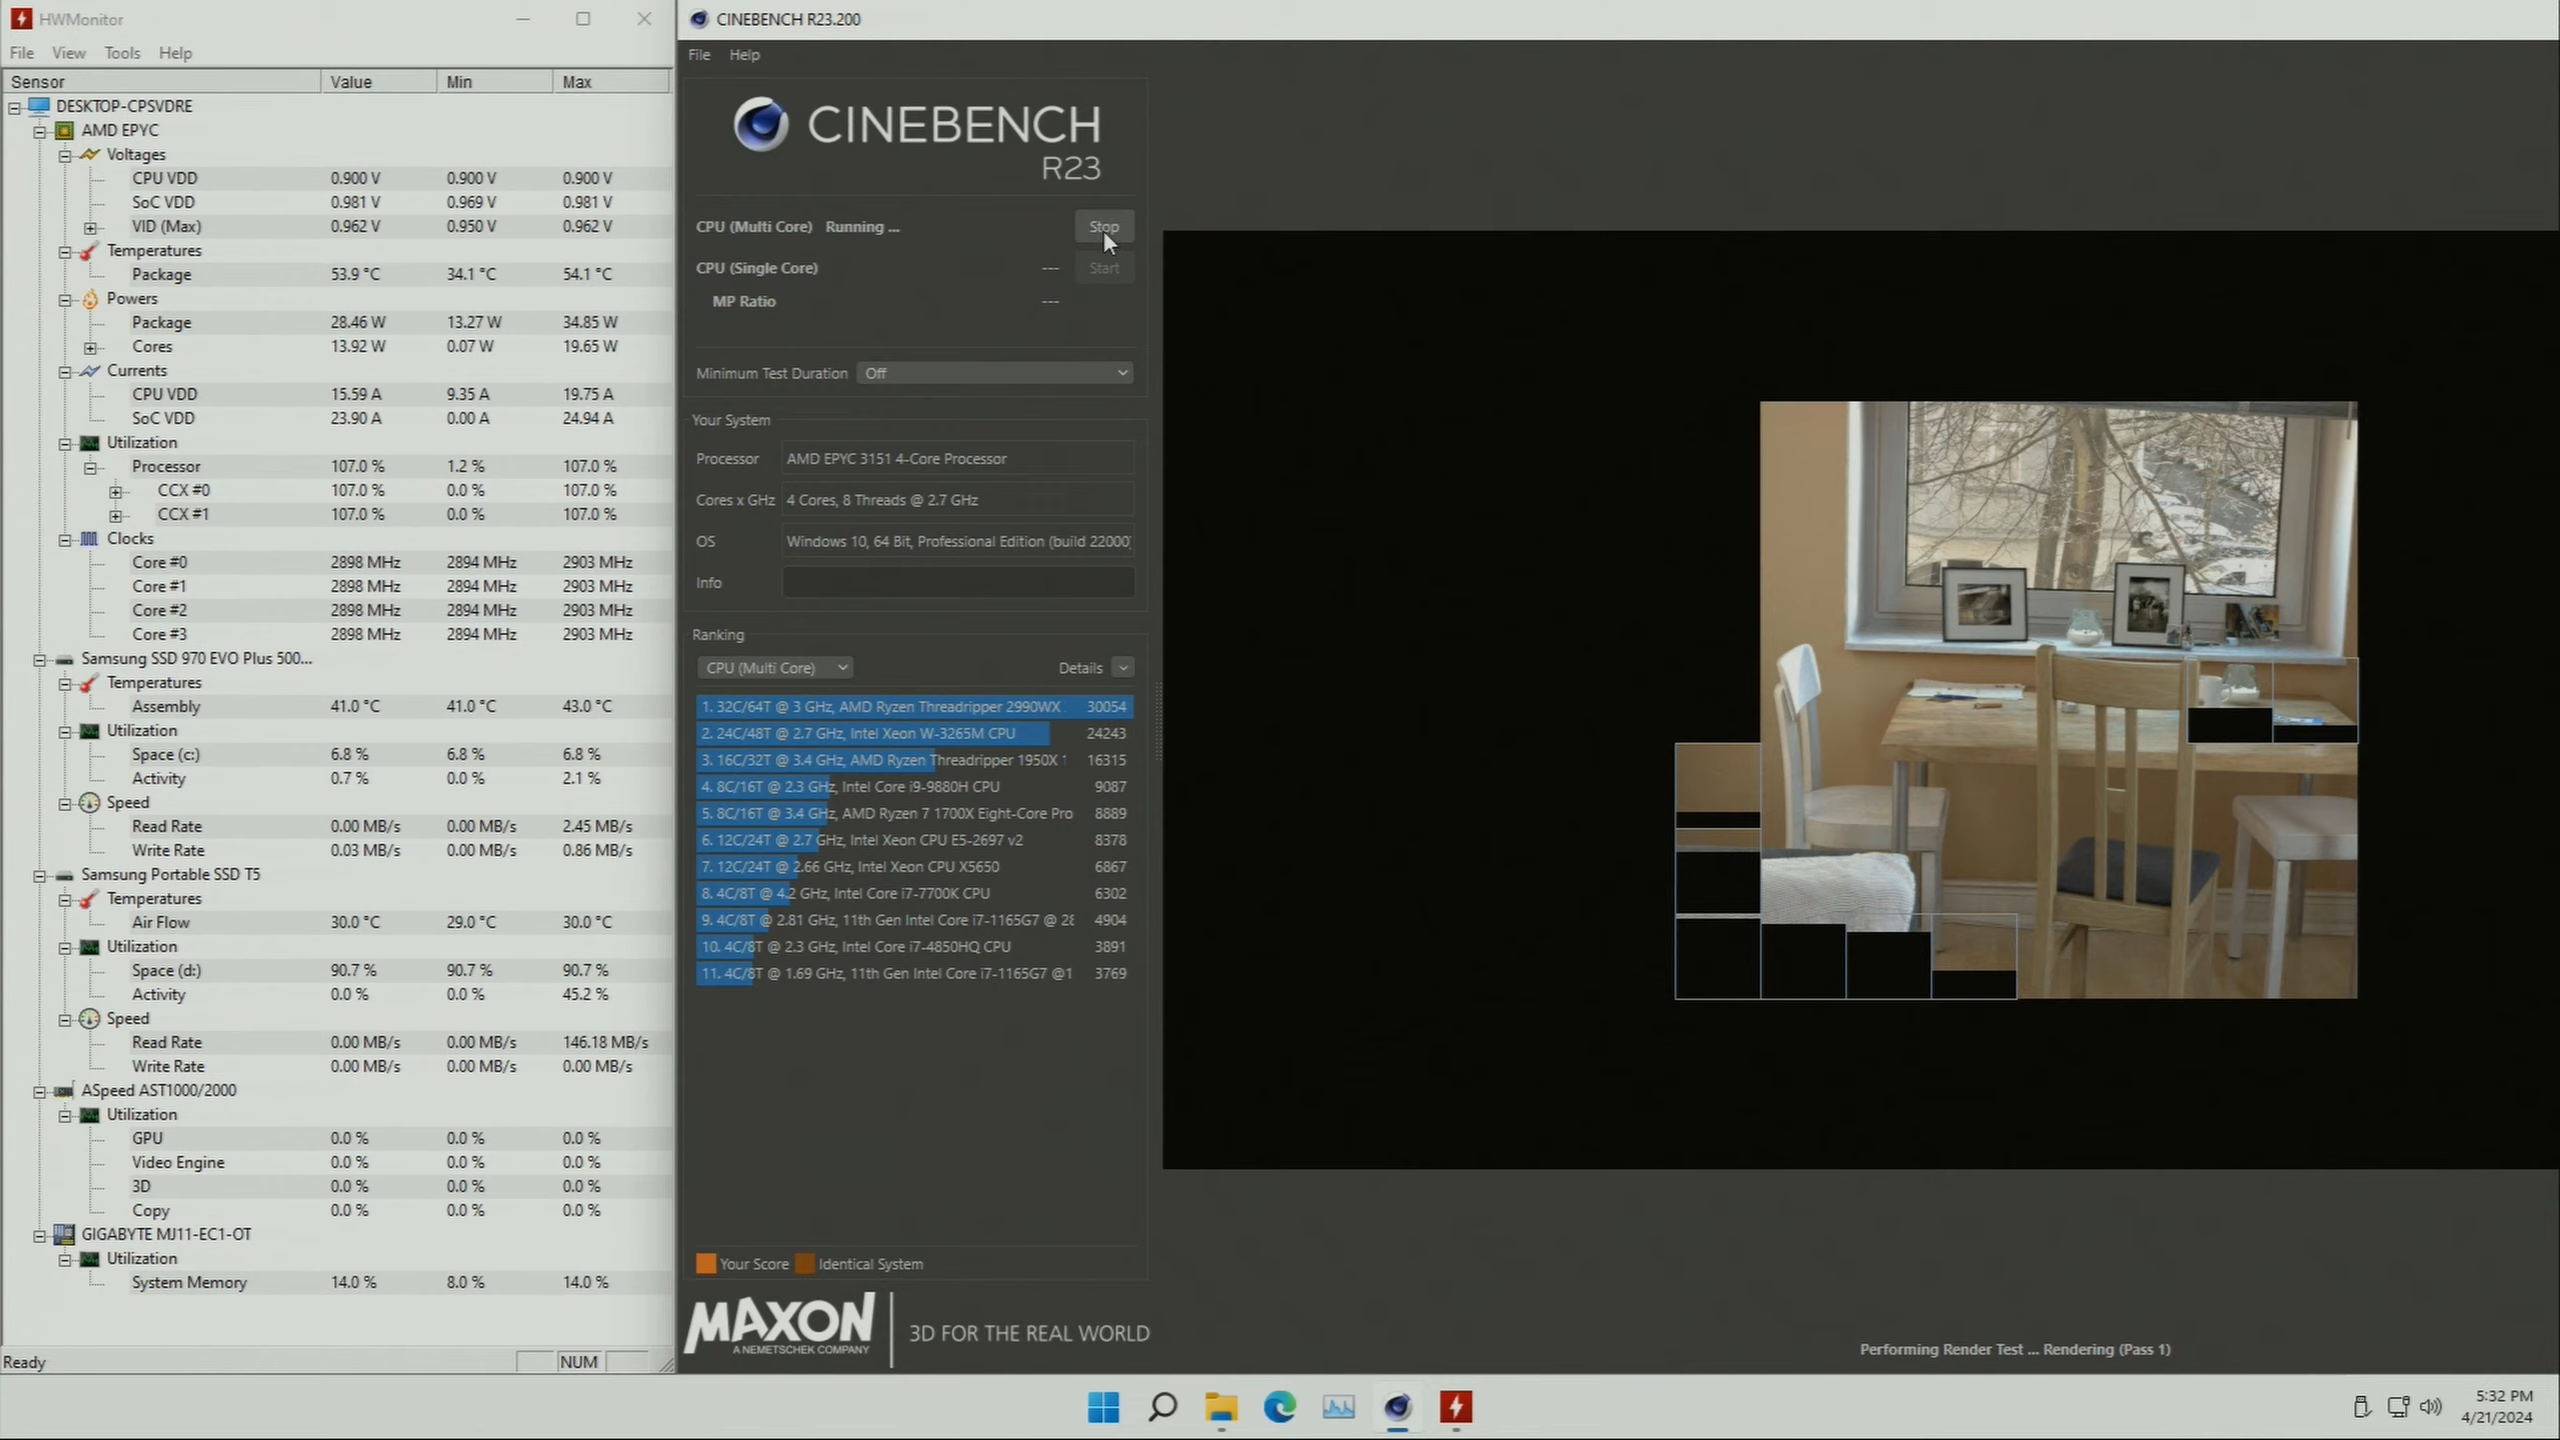 HWMonitor
File View Tools Help
Sensor Value Min Max
DESKTOP-CPSVDRE
AMD EPYC
Voltages
CPU VDD 0.900 V 0.900 V 0.900 V
SoC VDD 0.981 V 0.969 V 0.981 V
VID (Max) 0.962 V 0.950 V 0.962 V
Temperatures
Package 53.9 °C 34.1 °C 54.1 °C
Powers
Package 28.46 W 13.27 W 34.85 W
Cores 13.92 W 0.07 W 19.65 W
Currents
CPU VDD 15.59 A 9.35 A 19.75 A
SoC VDD 23.90 A 0.00 A 24.94 A
Utilization
Processor 107.0 % 1.2 % 107.0 %
CCX #0 107.0 % 0.0 % 107.0 %
CCX #1 107.0 % 0.0 % 107.0 %
Clocks
Core #0 2898 MHz 2894 MHz 2903 MHz
Core #1 2898 MHz 2894 MHz 2903 MHz
Core #2 2898 MHz 2894 MHz 2903 MHz
Core #3 2898 MHz 2894 MHz 2903 MHz
Samsung SSD 970 EVO Plus 500...
Temperatures
Assembly 41.0 °C 41.0 °C 43.0 °C
Utilization
Space (c:) 6.8 % 6.8 % 6.8 %
Activity 0.7 % 0.0 % 2.1 %
Speed
Read Rate 0.00 MB/s 0.00 MB/s 2.45 MB/s
Write Rate 0.03 MB/s 0.00 MB/s 0.86 MB/s
Samsung Portable SSD T5
Temperatures
Air Flow 30.0 °C 29.0 °C 30.0 °C
Utilization
Space (d:) 90.7 % 90.7 % 90.7 %
Activity 0.0 % 0.0 % 45.2 %
Speed
Read Rate 0.00 MB/s 0.00 MB/s 146.18 MB/s
Write Rate 0.00 MB/s 0.00 MB/s 0.00 MB/s
ASpeed AST1000/2000
Utilization
GPU 0.0 % 0.0 % 0.0 %
Video Engine 0.0 % 0.0 % 0.0 %
3D 0.0 % 0.0 % 0.0 %
Copy 0.0 % 0.0 % 0.0 %
GIGABYTE MJ11-EC1-OT
Utilization
System Memory 14.0 % 8.0 % 14.0 %
Ready NUM
CINEBENCH R23.200
File Help
CINEBENCH
R23
CPU (Multi Core) Running ... Stop
CPU (Single Core) --- Start
MP Ratio ---
Minimum Test Duration Off
Your System
Processor AMD EPYC 3151 4-Core Processor
Cores x GHz 4 Cores, 8 Threads @ 2.7 GHz
OS Windows 10, 64 Bit, Professional Edition (build 22000)
Info
Ranking
CPU (Multi Core) Details
1. 32C/64T @ 3 GHz, AMD Ryzen Threadripper 2990WX 30054
2. 24C/48T @ 2.7 GHz, Intel Xeon W-3265M CPU 24243
3. 16C/32T @ 3.4 GHz, AMD Ryzen Threadripper 1950X 1 16315
4. 8C/16T @ 2.3 GHz, Intel Core i9-9880H CPU 9087
5. 8C/16T @ 3.4 GHz, AMD Ryzen 7 1700X Eight-Core Pro 8889
6. 12C/24T @ 2.7 GHz, Intel Xeon CPU E5-2697 v2 8378
7. 12C/24T @ 2.66 GHz, Intel Xeon CPU X5650 6867
8. 4C/8T @ 4.2 GHz, Intel Core i7-7700K CPU 6302
9. 4C/8T @ 2.81 GHz, 11th Gen Intel Core i7-1165G7 @ 28 4904
10. 4C/8T @ 2.3 GHz, Intel Core i7-4850HQ CPU 3891
11. 4C/8T @ 1.69 GHz, 11th Gen Intel Core i7-1165G7 @1 3769
Your Score Identical System
MAXON
A NEMETSCHEK COMPANY
3D FOR THE REAL WORLD
Performing Render Test ... Rendering (Pass 1)
5:32 PM
4/21/2024